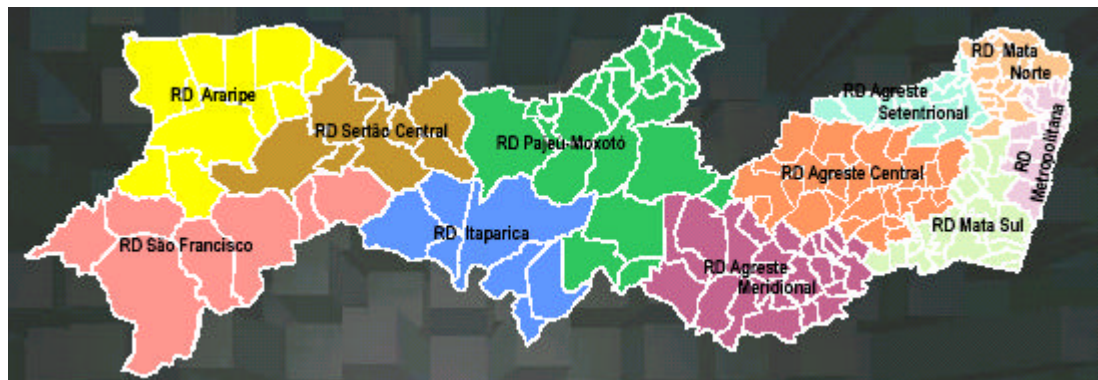 RD Mata
Norte
RD Araripe
RD Agreste
Setentrional
RD Sertão Central
RD Pajeú-Moxotó
RD
Metropolitana
RD Agreste Central
RD São Francisco
RD Itaparica
RD Mata Sul
RD Agreste
Meridional